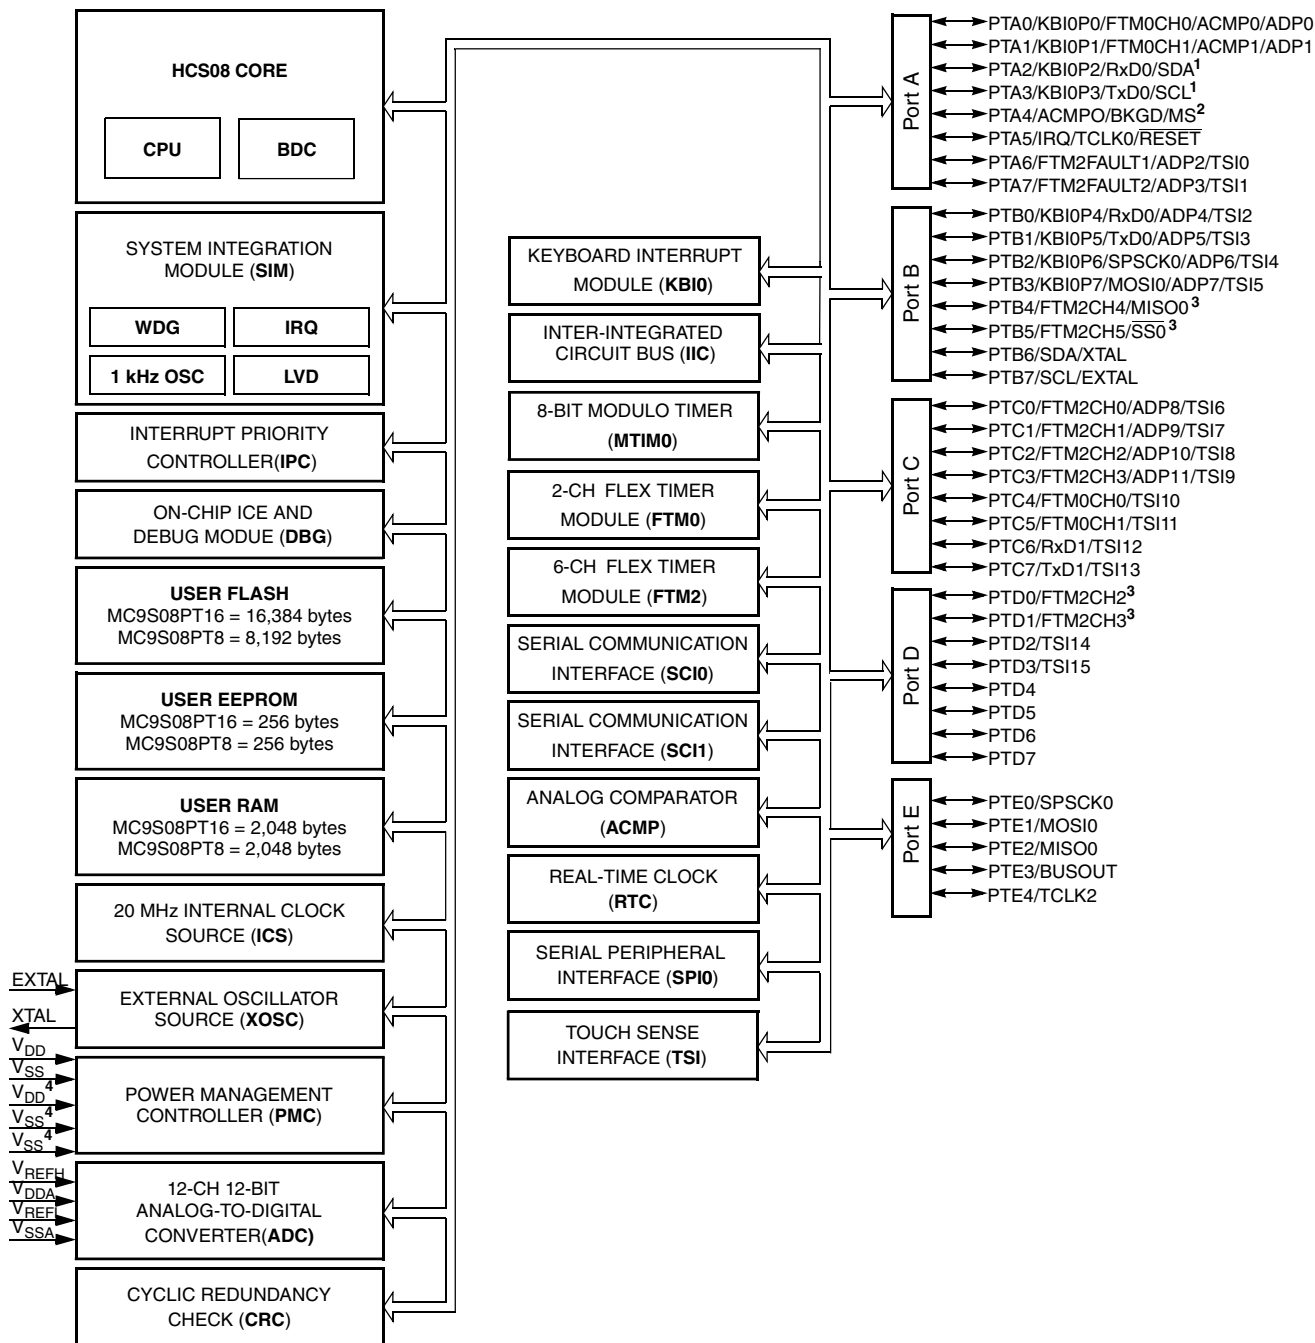 HCS08 CORE
CPU
BDC
SYSTEM INTEGRATION
MODULE (SIM)
WDG
IRQ
1 kHz OSC
LVD
INTERRUPT PRIORITY
CONTROLLER(IPC)
ON-CHIP ICE AND
DEBUG MODUE (DBG)
USER FLASH
MC9S08PT16 = 16,384 bytes
MC9S08PT8 = 8,192 bytes
USER EEPROM
MC9S08PT16 = 256 bytes
MC9S08PT8 = 256 bytes
USER RAM
MC9S08PT16 = 2,048 bytes
MC9S08PT8 = 2,048 bytes
20 MHz INTERNAL CLOCK
SOURCE (ICS)
EXTAL
XTAL
EXTERNAL OSCILLATOR
SOURCE (XOSC)
VDD
VSS
VDD4
VSS4
VSS4
POWER MANAGEMENT
CONTROLLER (PMC)
VREFH
VDDA
VREFL
VSSA
12-CH 12-BIT
ANALOG-TO-DIGITAL
CONVERTER(ADC)
CYCLIC REDUNDANCY
CHECK (CRC)
KEYBOARD INTERRUPT
MODULE (KBI0)
INTER-INTEGRATED
CIRCUIT BUS (IIC)
8-BIT MODULO TIMER
(MTIM0)
2-CH FLEX TIMER
MODULE (FTM0)
6-CH FLEX TIMER
MODULE (FTM2)
SERIAL COMMUNICATION
INTERFACE (SCI0)
SERIAL COMMUNICATION
INTERFACE (SCI1)
ANALOG COMPARATOR
(ACMP)
REAL-TIME CLOCK
(RTC)
SERIAL PERIPHERAL
INTERFACE (SPI0)
TOUCH SENSE
INTERFACE (TSI)
Port A
PTA0/KBI0P0/FTM0CH0/ACMP0/ADP0
PTA1/KBI0P1/FTM0CH1/ACMP1/ADP1
PTA2/KBI0P2/RxD0/SDA1
PTA3/KBI0P3/TxD0/SCL1
PTA4/ACMPO/BKGD/MS2
PTA5/IRQ/TCLK0/RESET
PTA6/FTM2FAULT1/ADP2/TSI0
PTA7/FTM2FAULT2/ADP3/TSI1
Port B
PTB0/KBI0P4/RxD0/ADP4/TSI2
PTB1/KBI0P5/TxD0/ADP5/TSI3
PTB2/KBI0P6/SPSCK0/ADP6/TSI4
PTB3/KBI0P7/MOSI0/ADP7/TSI5
PTB4/FTM2CH4/MISO0 3
PTB5/FTM2CH5/SS0 3
PTB6/SDA/XTAL
PTB7/SCL/EXTAL
Port C
PTC0/FTM2CH0/ADP8/TSI6
PTC1/FTM2CH1/ADP9/TSI7
PTC2/FTM2CH2/ADP10/TSI8
PTC3/FTM2CH3/ADP11/TSI9
PTC4/FTM0CH0/TSI10
PTC5/FTM0CH1/TSI11
PTC6/RxD1/TSI12
PTC7/TxD1/TSI13
Port D
PTD0/FTM2CH23
PTD1/FTM2CH33
PTD2/TSI14
PTD3/TSI15
PTD4
PTD5
PTD6
PTD7
Port E
PTE0/SPSCK0
PTE1/MOSI0
PTE2/MISO0
PTE3/BUSOUT
PTE4/TCLK2